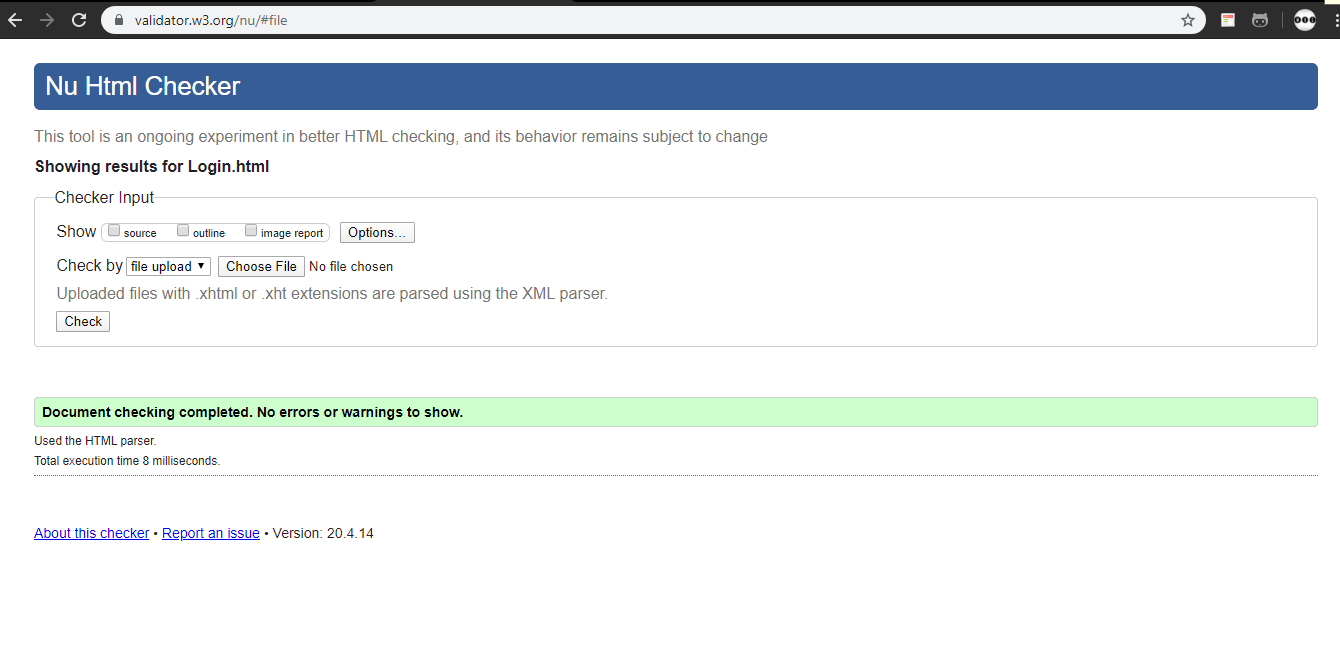 validator.w3.org/nu/#file
Nu Html Checker
This tool is an ongoing experiment in better HTML checking, and its behavior remains subject to change
Showing results for Login.html
Checker Input
Show source outline image report Options...
Check by file upload Choose File No file chosen
Uploaded files with .xhtml or .xht extensions are parsed using the XML parser.
Check
Document checking completed. No errors or warnings to show.
Used the HTML parser.
Total execution time 8 milliseconds.
About this checker • Report an issue • Version: 20.4.14